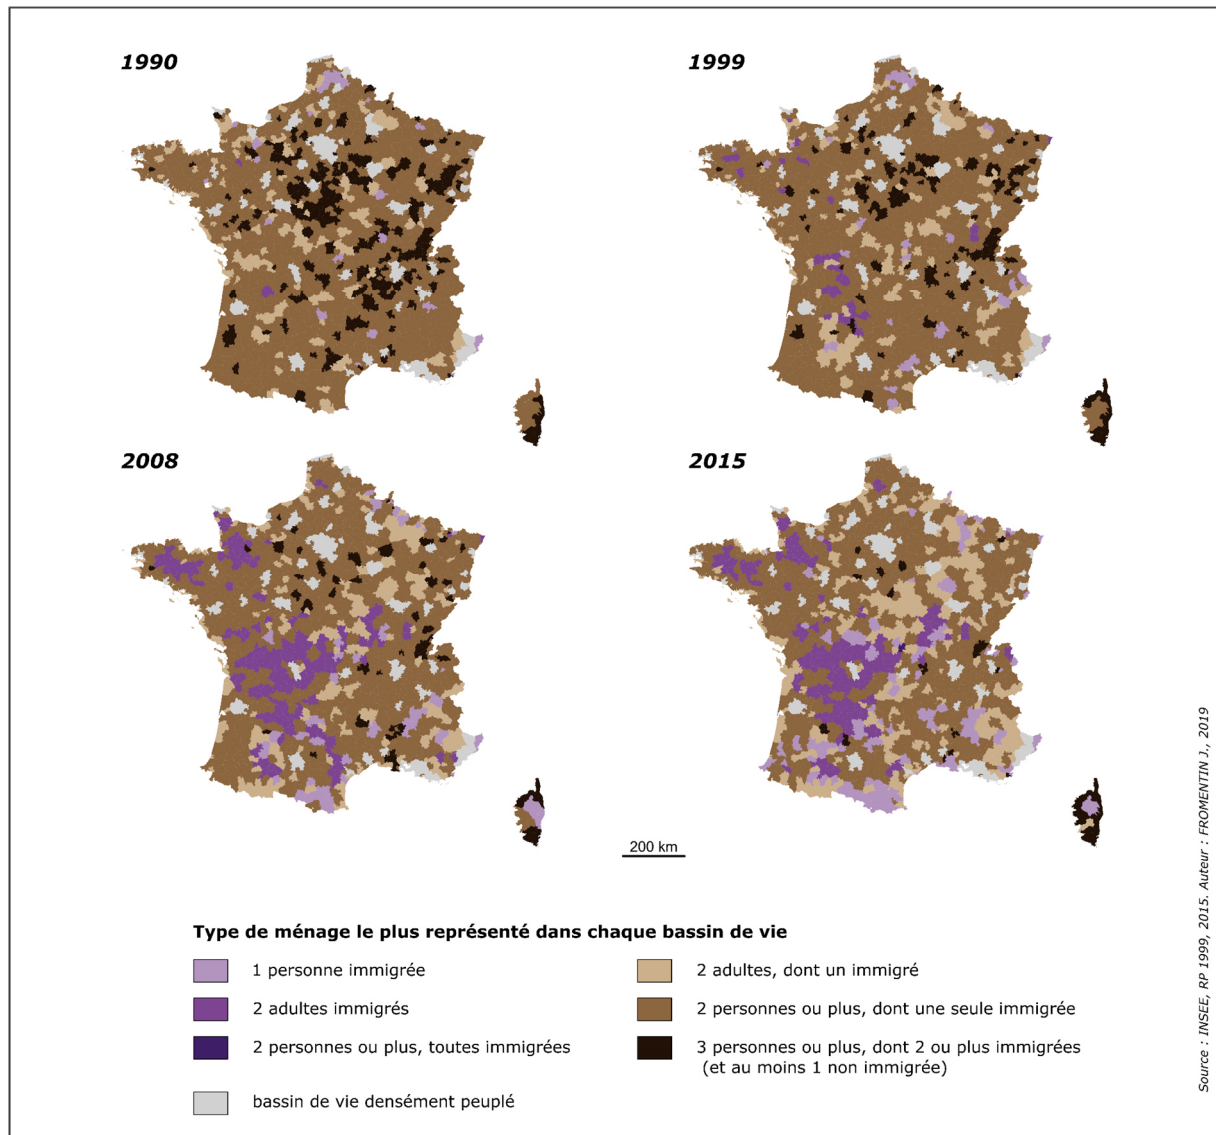 1990
1999
2008
2015
200 km
Type de ménage le plus représenté dans chaque bassin de vie
1 personne immigrée
2 adultes immigrés
2 personnes ou plus, toutes immigrées
bassin de vie densément peuplé
2 adultes, dont un immigré
2 personnes ou plus, dont une seule immigrée
3 personnes ou plus, dont 2 ou plus immigrées
(et au moins 1 non immigrée)
Source : INSEE, RP 1999, 2015. Auteur : FROMENTIN J., 2019